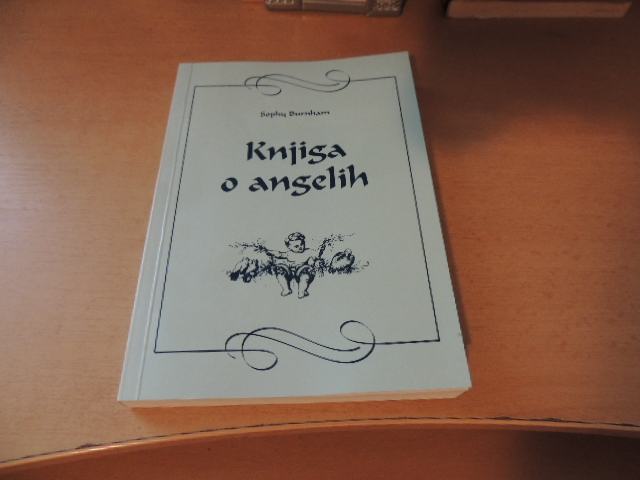 Sophy Burnham
Knjiga
o angelih